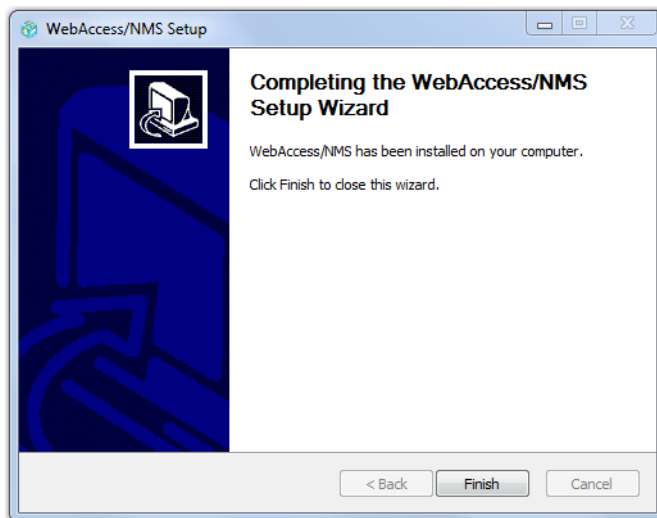 WebAccess/NMS Setup
Completing the WebAccess/NMS
Setup Wizard
WebAccess/NMS has been installed on your computer.
Click Finish to close this wizard.
< Back
Finish
Cancel